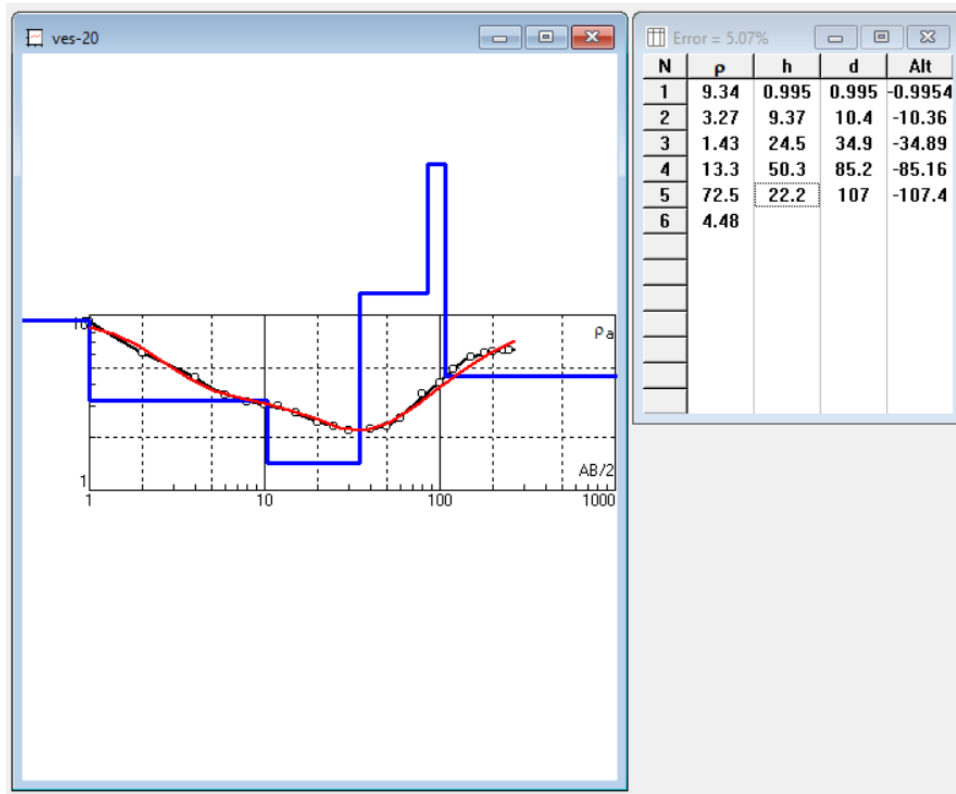 ves-20
10
Pa
AB/2
1
1 10 100 1000
Error = 5.07%
N ρ h d Alt
1 9.34 0.995 0.995 -0.9954
2 3.27 9.37 10.4 -10.36
3 1.43 24.5 34.9 -34.89
4 13.3 50.3 85.2 -85.16
5 72.5 22.2 107 -107.4
6 4.48